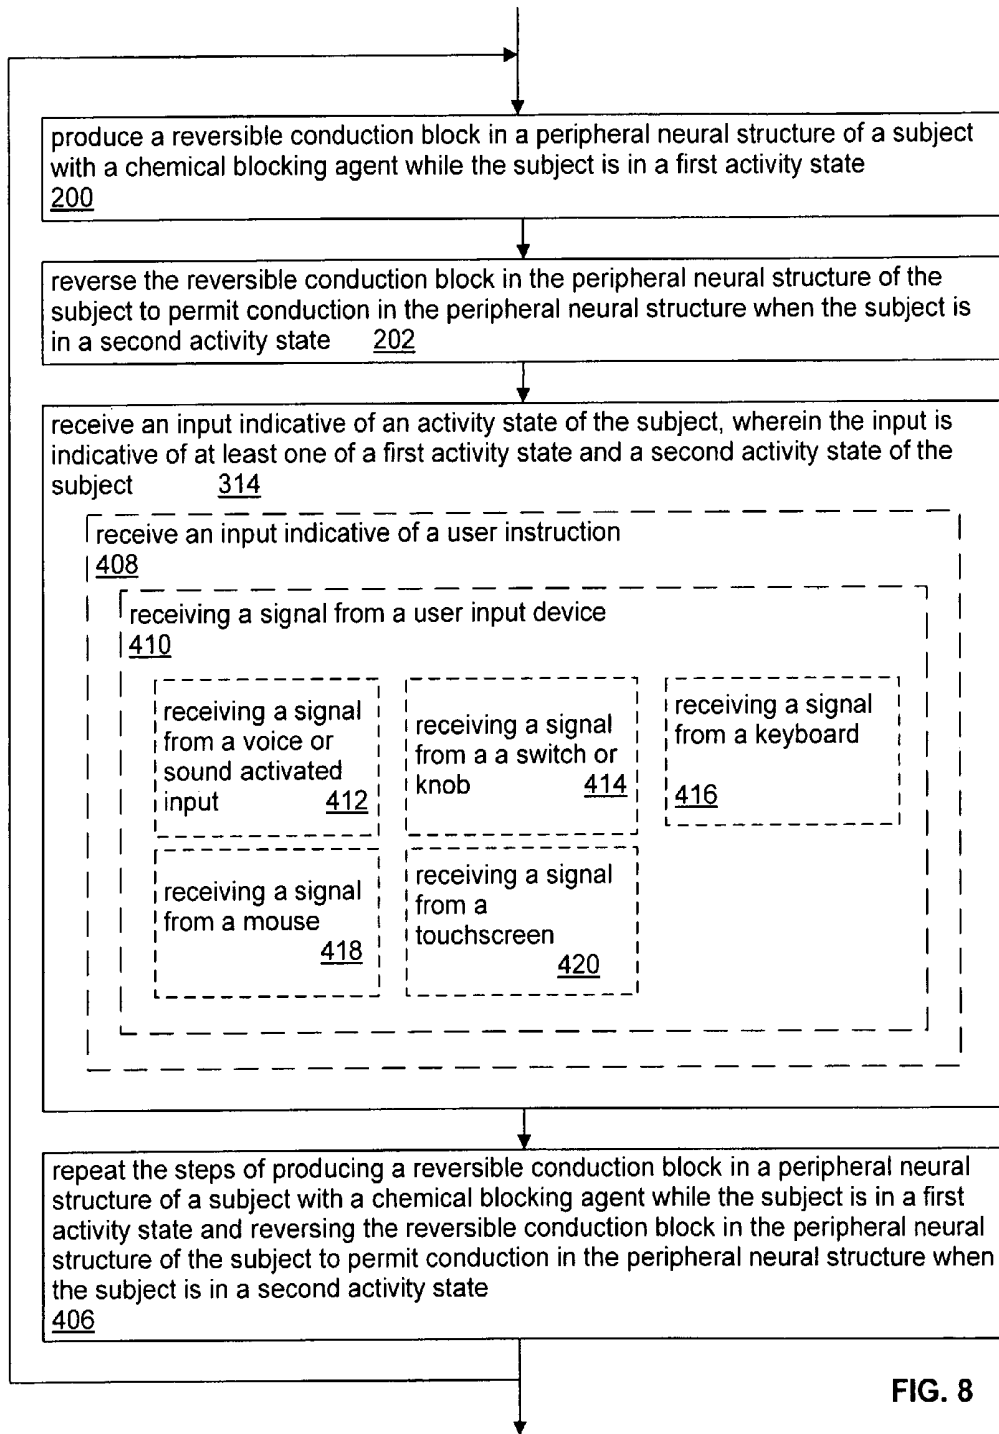 produce a reversible conduction block in a peripheral neural structure of a subject
with a chemical blocking agent while the subject is in a first activity state
200
reverse the reversible conduction block in the peripheral neural structure of the
subject to permit conduction in the peripheral neural structure when the subject is
in a second activity state 202
receive an input indicative of an activity state of the subject, wherein the input is
indicative of at least one of a first activity state and a second activity state of the
subject 314
receive an input indicative of a user instruction
408
receiving a signal from a user input device
410
receiving a signal
from a voice or
sound activated
input 412
receiving a signal
from a a switch or
knob 414
receiving a signal
from a keyboard
416
receiving a signal
from a mouse
418
receiving a signal
from a
touchscreen
420
repeat the steps of producing a reversible conduction block in a peripheral neural
structure of a subject with a chemical blocking agent while the subject is in a first
activity state and reversing the reversible conduction block in the peripheral neural
structure of the subject to permit conduction in the peripheral neural structure when
the subject is in a second activity state
406
FIG. 8